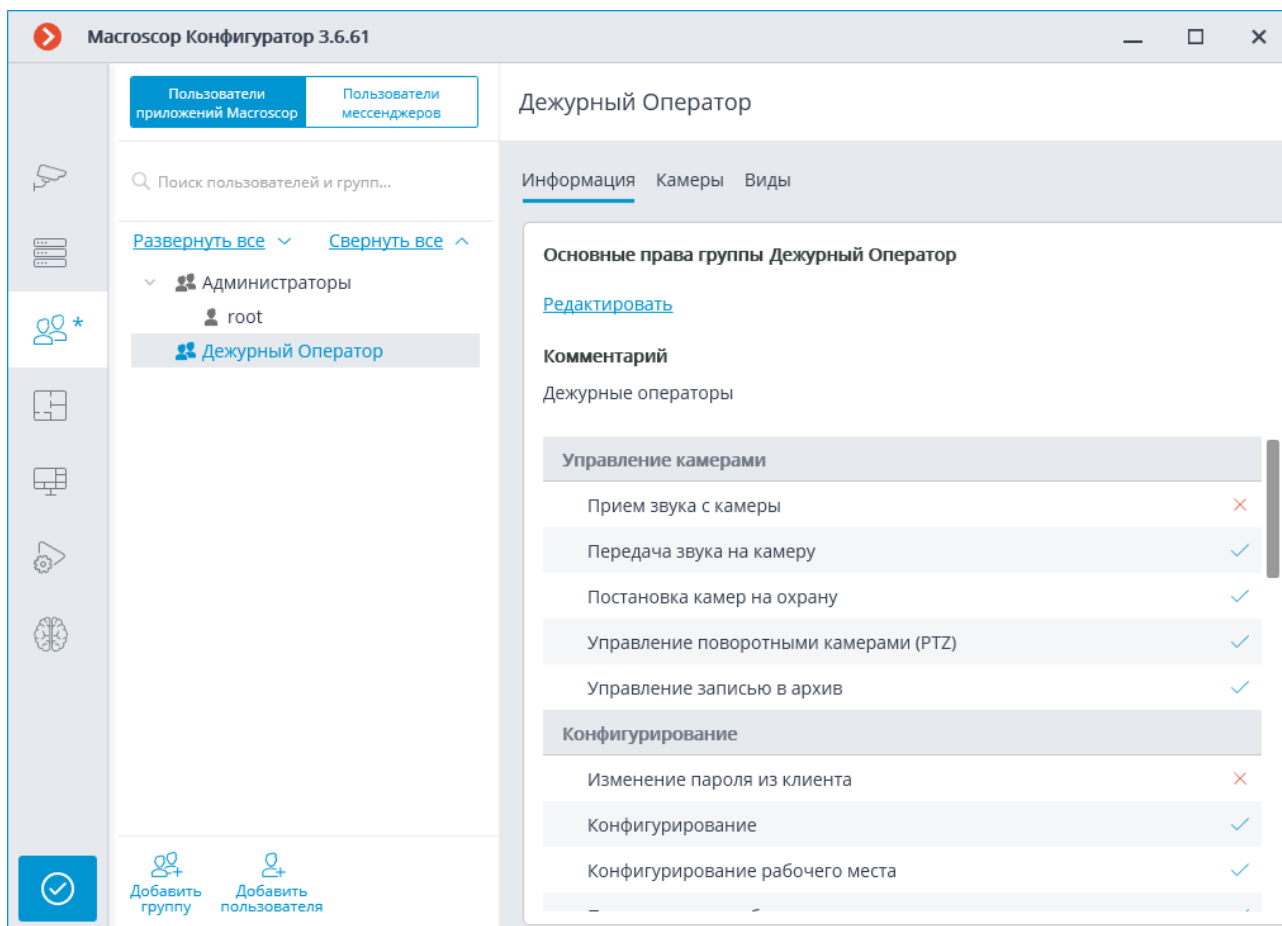 Macroscop Конфигуратор 3.6.61
Пользователи
приложений Macroscop
Пользователи
мессенджеров
Поиск пользователей и групп...
Развернуть все
Свернуть все
Администраторы
root
Дежурный Оператор
Добавить
группу
Добавить
пользователя
Дежурный Оператор
Информация Камеры Виды
Основные права группы Дежурный Оператор
Редактировать
Комментарий
Дежурные операторы
Управление камерами
Прием звука с камеры
Передача звука на камеру
Постановка камер на охрану
Управление поворотными камерами (PTZ)
Управление записью в архив
Конфигурирование
Изменение пароля из клиента
Конфигурирование
Конфигурирование рабочего места